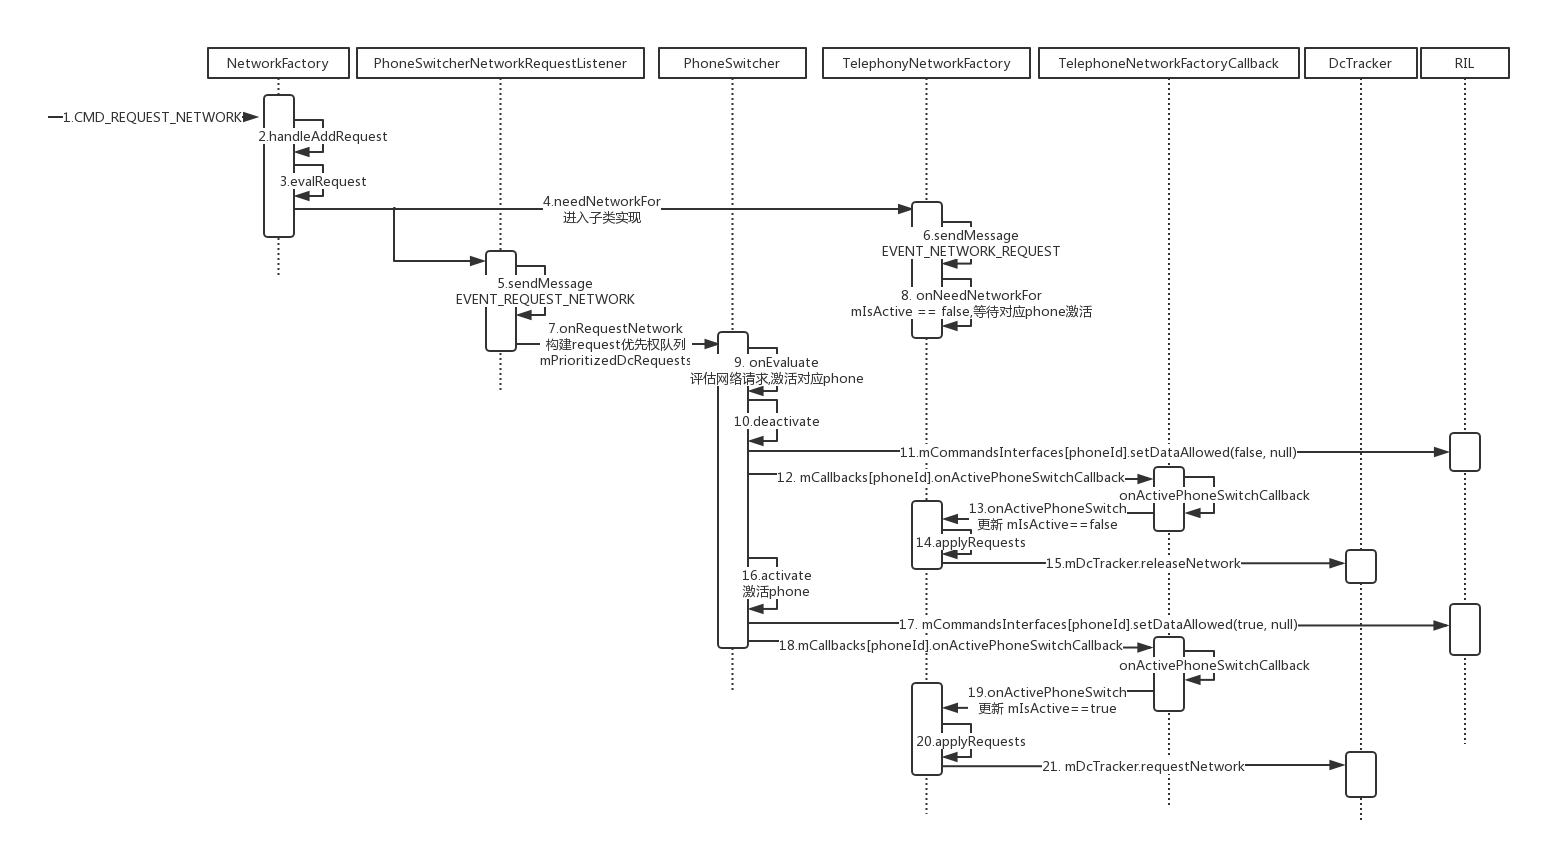 NetworkFactory
PhoneSwitcherNetworkRequestListener
PhoneSwitcher
TelephonyNetworkFactory
TelephoneNetworkFactoryCallback
DcTracker
RIL
1.CMD_REQUEST_NETWORK
2.handleAddRequest
3.evalRequest
4.needNetworkFor
进入子类实现
6.sendMessage
EVENT_NETWORK_REQUEST
5.sendMessage
EVENT_REQUEST_NETWORK
8. onNeedNetworkFor
mIsActive == false,等待对应phone激活
7.onRequestNetwork
构建request优先权队列
mPrioritizedDcRequests
9. onEvaluate
评估网络请求,激活对应phone
10.deactivate
11.mCommandsInterfaces[phoneId].setDataAllowed(false, null)
12. mCallbacks[phoneId].onActivePhoneSwitchCallback
onActivePhoneSwitchCallback
13.onActivePhoneSwitch
更新 mIsActive==false
14.applyRequests
15.mDcTracker.releaseNetwork
16.activate
激活phone
17. mCommandsInterfaces[phoneId].setDataAllowed(true, null)
18.mCallbacks[phoneId].onActivePhoneSwitchCallback
onActivePhoneSwitchCallback
19.onActivePhoneSwitch
更新 mIsActive==true
20.applyRequests
21. mDcTracker.requestNetwork